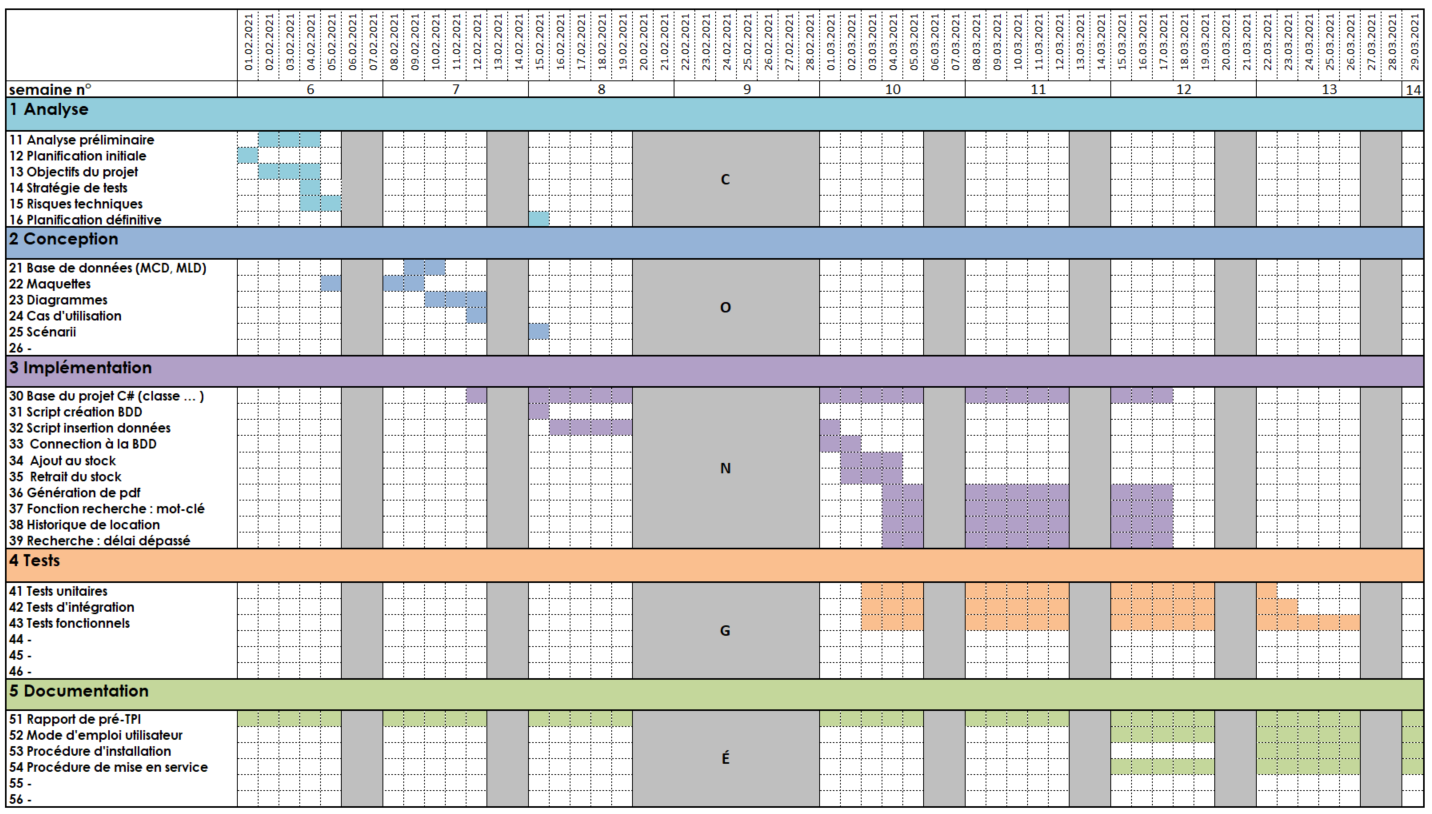 01.02.2021
02.02.2021
03.02.2021
04.02.2021
05.02.2021
06.02.2021
07.02.2021
08.02.2021
09.02.2021
10.02.2021
11.02.2021
12.02.2021
13.02.2021
14.02.2021
15.02.2021
16.02.2021
17.02.2021
18.02.2021
19.02.2021
20.02.2021
21.02.2021
22.02.2021
23.02.2021
24.02.2021
25.02.2021
26.02.2021
27.02.2021
28.02.2021
01.03.2021
02.03.2021
03.03.2021
04.03.2021
05.03.2021
06.03.2021
07.03.2021
08.03.2021
09.03.2021
10.03.2021
11.03.2021
12.03.2021
13.03.2021
14.03.2021
15.03.2021
16.03.2021
17.03.2021
18.03.2021
19.03.2021
20.03.2021
21.03.2021
22.03.2021
23.03.2021
24.03.2021
25.03.2021
26.03.2021
27.03.2021
28.03.2021
29.03.2021
semaine n° 6 7 8 9 10 11 12 13 14
1 Analyse
11 Analyse préliminaire
12 Planification initiale
13 Objectifs du projet
C
14 Stratégie de tests
15 Risques techniques
16 Planification définitive
2 Conception
21 Base de données (MCD, MLD)
22 Maquettes
23 Diagrammes
O
24 Cas d'utilisation
25 Scénarii
26 -
3 Implémentation
30 Base du projet C# (classe ... )
31 Script création BDD
32 Script insertion données
33 Connection à la BDD
34 Ajout au stock
N
35 Retrait du stock
36 Génération de pdf
37 Fonction recherche : mot-clé
38 Historique de location
39 Recherche : délai dépassé
4 Tests
41 Tests unitaires
42 Tests d'intégration
43 Tests fonctionnels
G
44 -
45 -
46 -
5 Documentation
51 Rapport de pré-TPI
52 Mode d'emploi utilisateur
53 Procédure d'installation
É
54 Procédure de mise en service
55 -
56 -